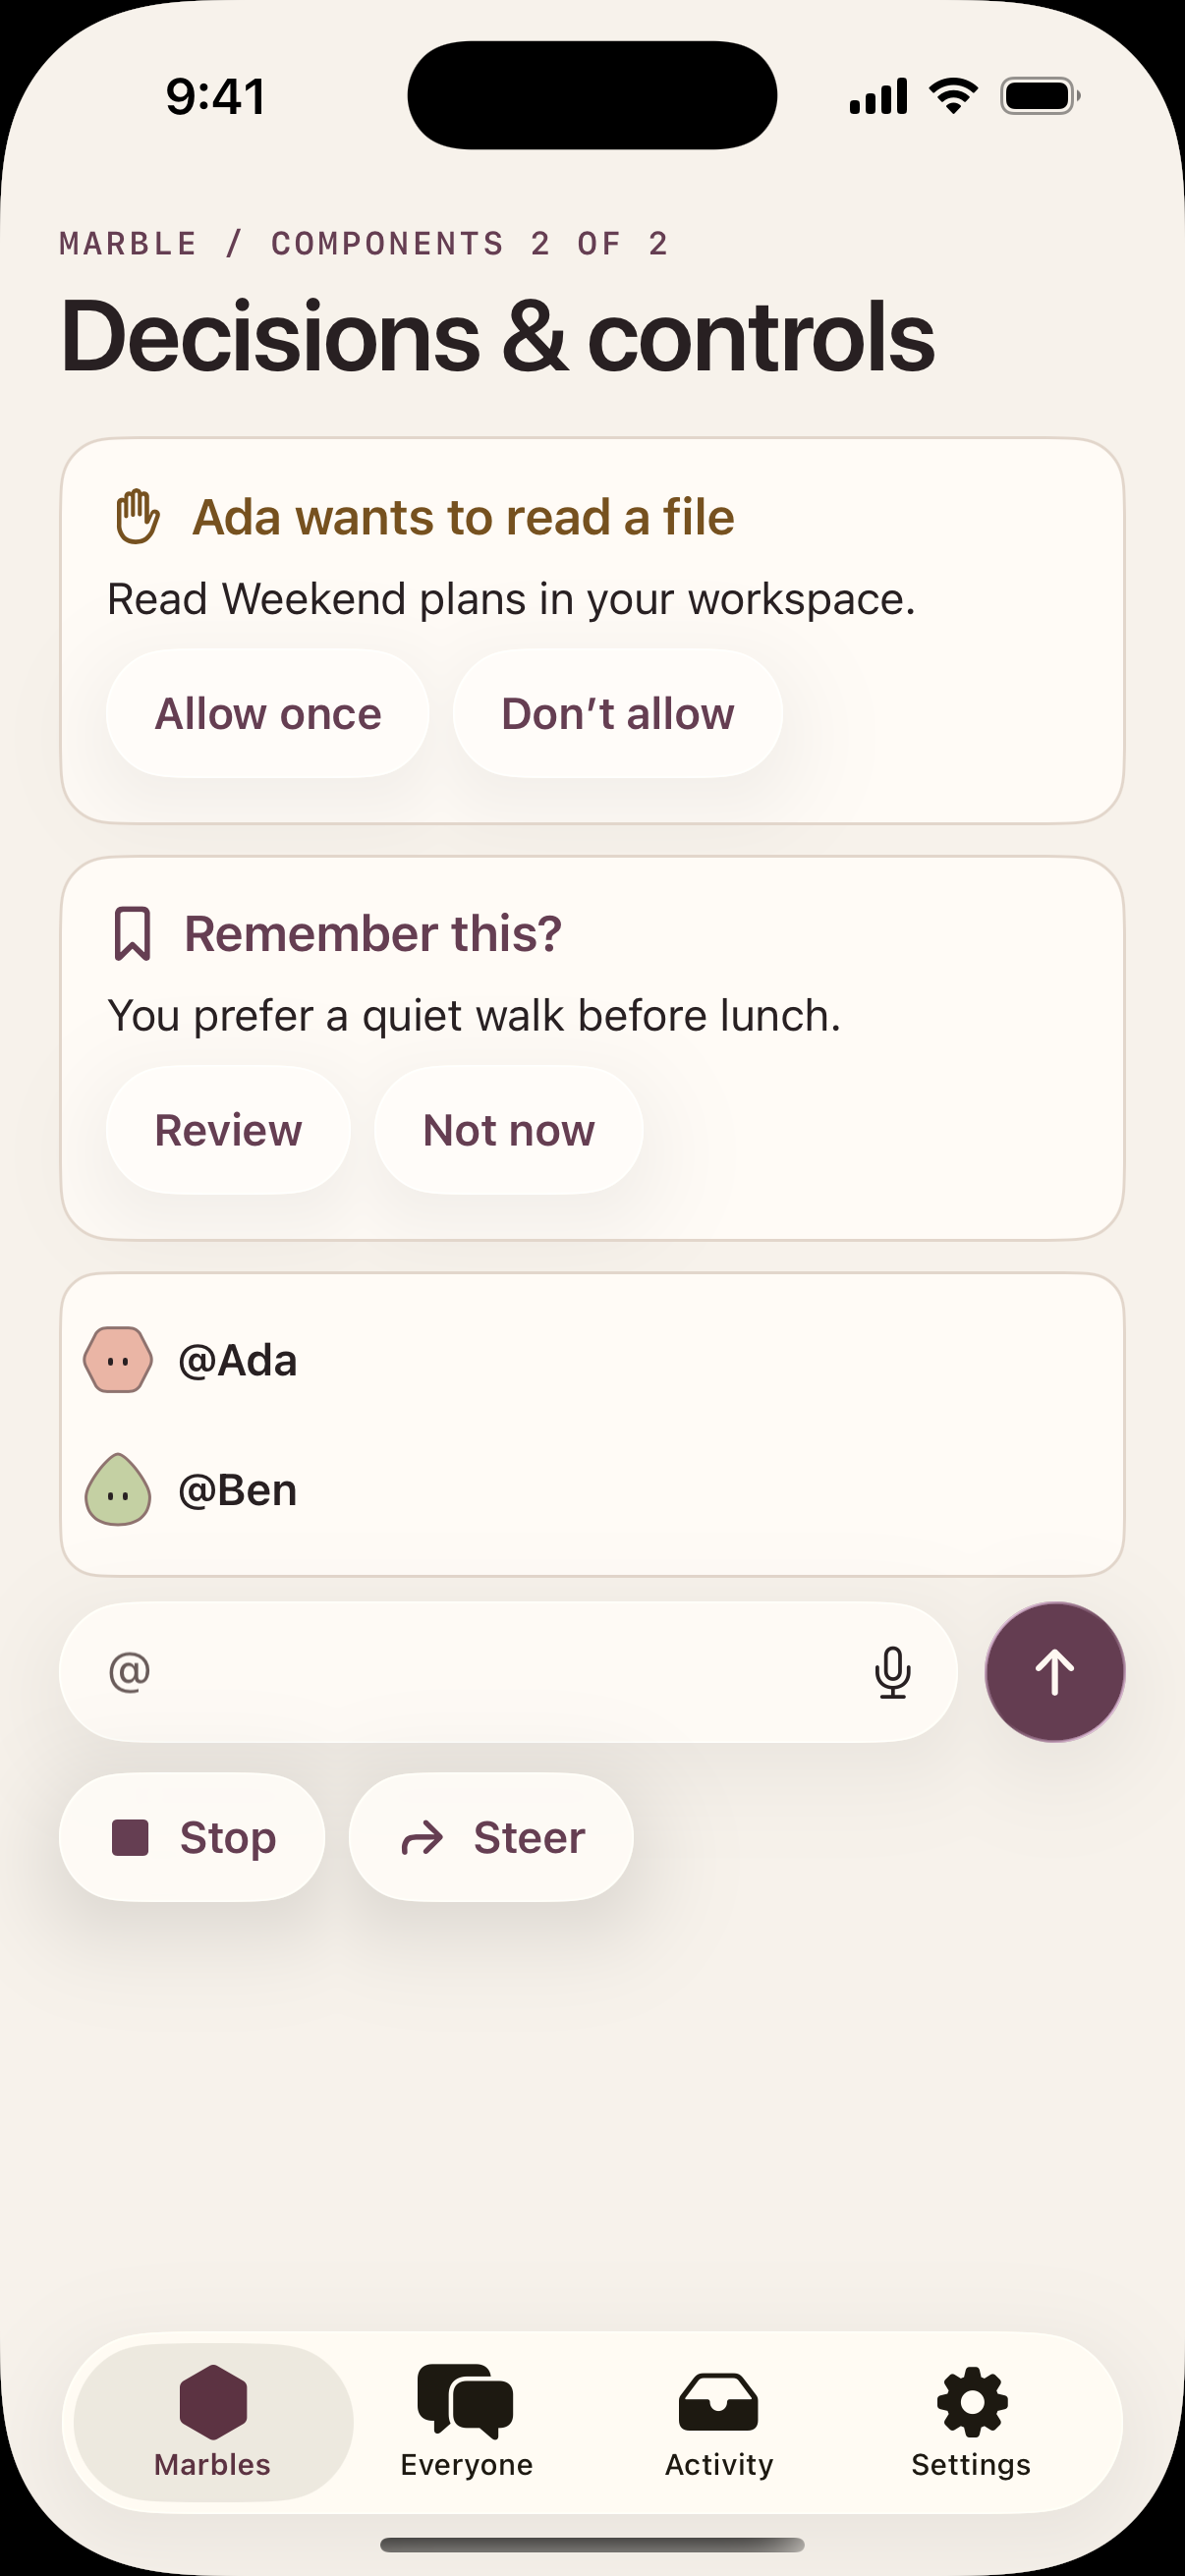 9:41
MARBLE / COMPONENTS 2 OF 2
Decisions & controls
Ada wants to read a file
Read Weekend plans in your workspace.
Allow once
Don’t allow
Remember this?
You prefer a quiet walk before lunch.
Review
Not now
@Ada
@Ben
@
Stop
Steer
Marbles
Everyone
Activity
Settings